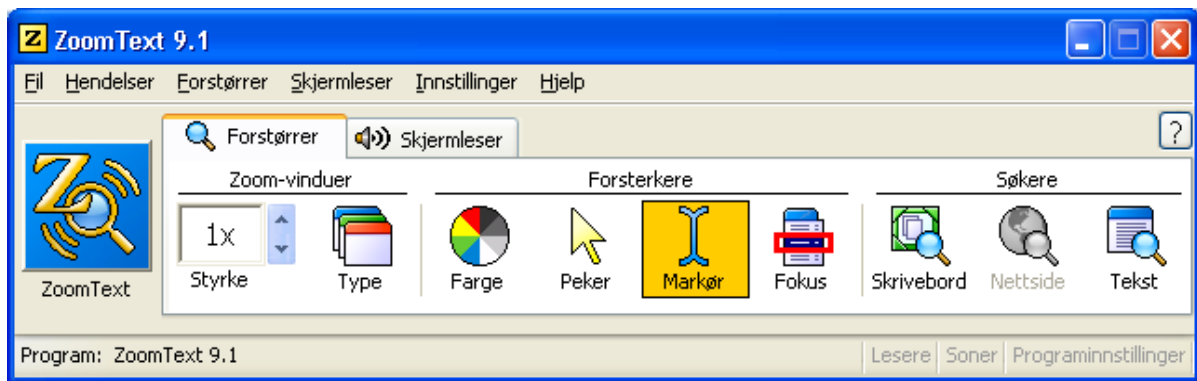 ZoomText 9.1
Fil Hendelser Forstørrer Skjermleser Innstillinger Hjelp
Forstørrer Skjermleser ?
Zoom-vinduer Forsterkere Søkere
1x
Styrke Type Farge Peker Markør Fokus Skrivebord Nettside Tekst
ZoomText
Program: ZoomText 9.1 Lesere Soner Programinnstillinger